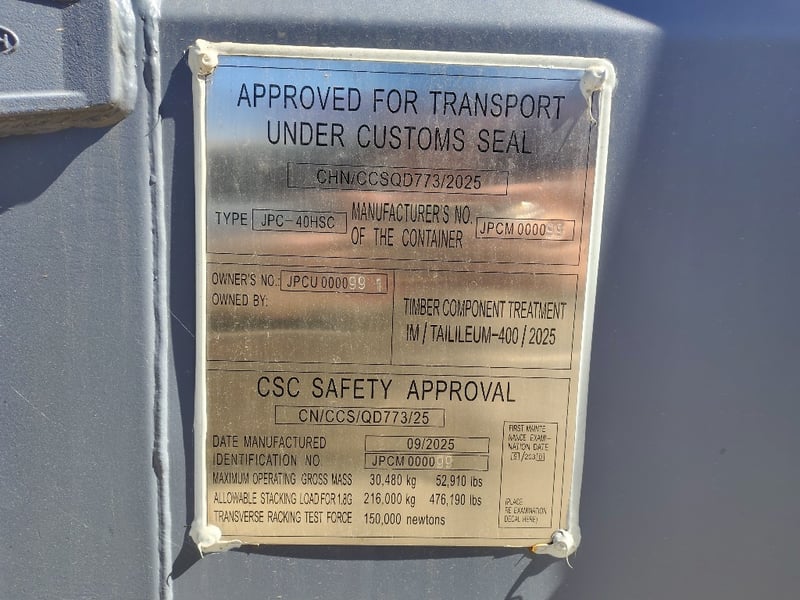 APPROVED FOR TRANSPORT
UNDER CUSTOMS SEAL
CHN/CCSQD773/2025
TYPE JPC-40HSC MANUFACTURER'S NO. OF THE CONTAINER JPCM 000099
OWNER'S NO.: JPCU 000099 1
OWNED BY:
TIMBER COMPONENT TREATMENT
IM / TAILILEUM-400 / 2025
CSC SAFETY APPROVAL
CN/CCS/QD773/25
DATE MANUFACTURED 09/2025
IDENTIFICATION NO. JPCM 000099
MAXIMUM OPERATING GROSS MASS 30,480 kg 52,910 lbs
ALLOWABLE STACKING LOAD FOR 1.8G 216,000 kg 476,190 lbs
TRANSVERSE RACKING TEST FORCE 150,000 newtons
FIRST MAINTE
NANCE EXAMI-
NATION DATE
(PLACE
RE EXAMINATION
DECAL HERE)